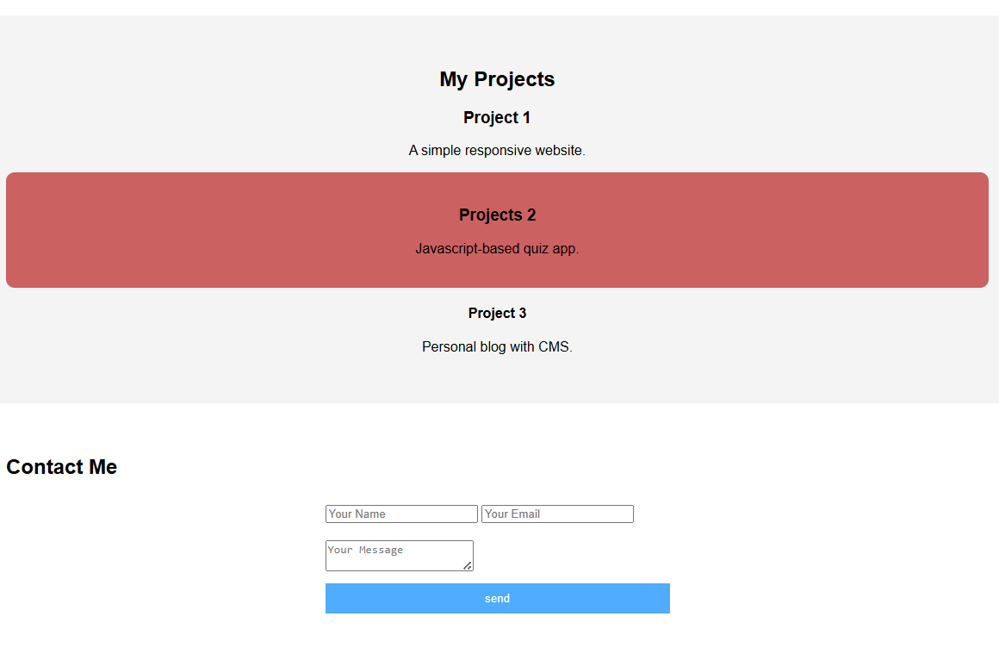 My Projects
Project 1
A simple responsive website.
Projects 2
Javascript-based quiz app.
Project 3
Personal blog with CMS.
Contact Me
Your Name Your Email
Your Message
send